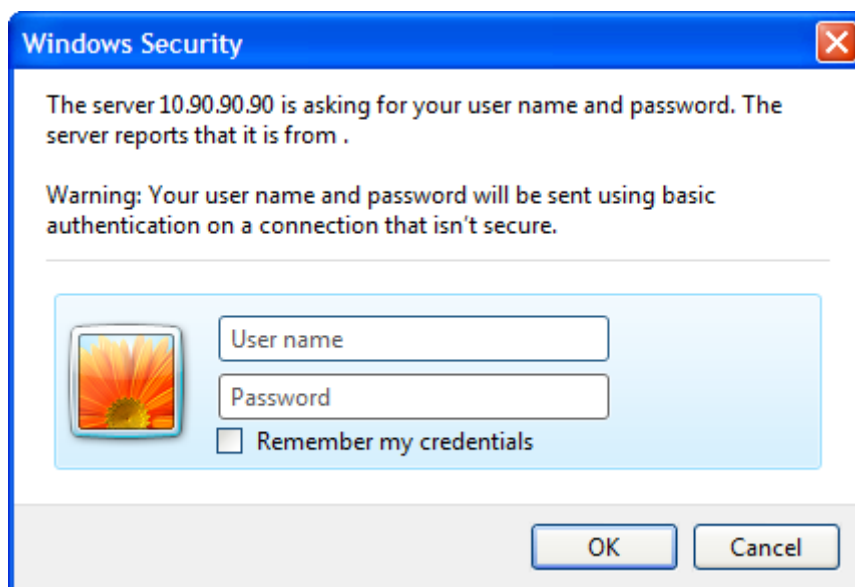 Windows Security
The server 10.90.90.90 is asking for your user name and password. The
server reports that it is from .
Warning: Your user name and password will be sent using basic
authentication on a connection that isn't secure.
User name
Password
Remember my credentials
OK Cancel